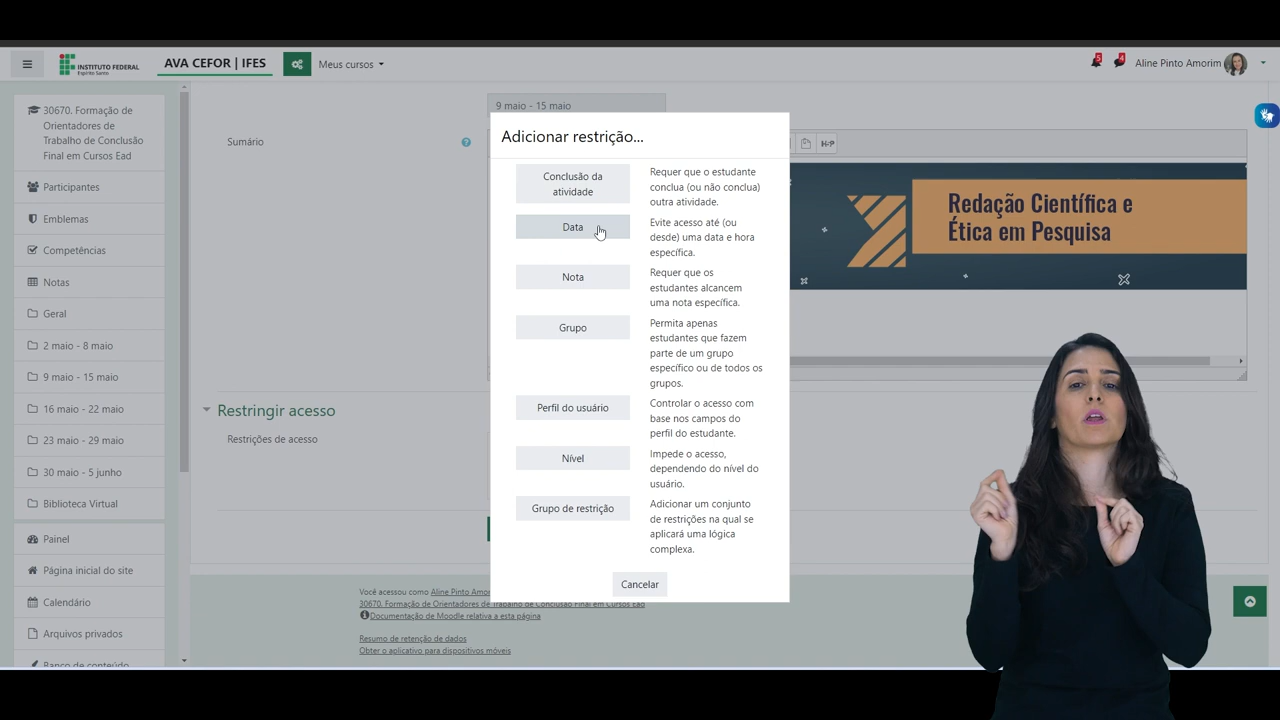 INSTITUTO FEDERAL
Espírito Santo
AVA CEFOR | IFES
Meus cursos
5
4
Aline Pinto Amorim
30670. Formação de
Orientadores de
Trabalho de Conclusão
Final em Cursos Ead
Participantes
Emblemas
Competências
Notas
Geral
2 maio - 8 maio
9 maio - 15 maio
16 maio - 22 maio
23 maio - 29 maio
30 maio - 5 junho
Biblioteca Virtual
Painel
Página inicial do site
Calendário
Arquivos privados
Banco de conteúdo
9 maio - 15 maio
Sumário
H-P
Redação Científica e
Ética em Pesquisa
Restringir acesso
Restrições de acesso
Adicionar restrição...
Conclusão da
atividade
Requer que o estudante
conclua (ou não conclua)
outra atividade.
Data
Evite acesso até (ou
desde) uma data e hora
específica.
Nota
Requer que os
estudantes alcancem
uma nota específica.
Grupo
Permita apenas
estudantes que fazem
parte de um grupo
específico ou de todos os
grupos.
Perfil do usuário
Controlar o acesso com
base nos campos do
perfil do estudante.
Nível
Impede o acesso,
dependendo do nível do
usuário.
Grupo de restrição
Adicionar um conjunto
de restrições na qual se
aplicará uma lógica
complexa.
Cancelar
Você acessou como Aline Pinto Amor
30670. Formação de Orientadores de Trabalho de Conclusão Final em Cursos Ead
Documentação de Moodle relativa a esta página
Resumo de retenção de dados
Obter o aplicativo para dispositivos móveis